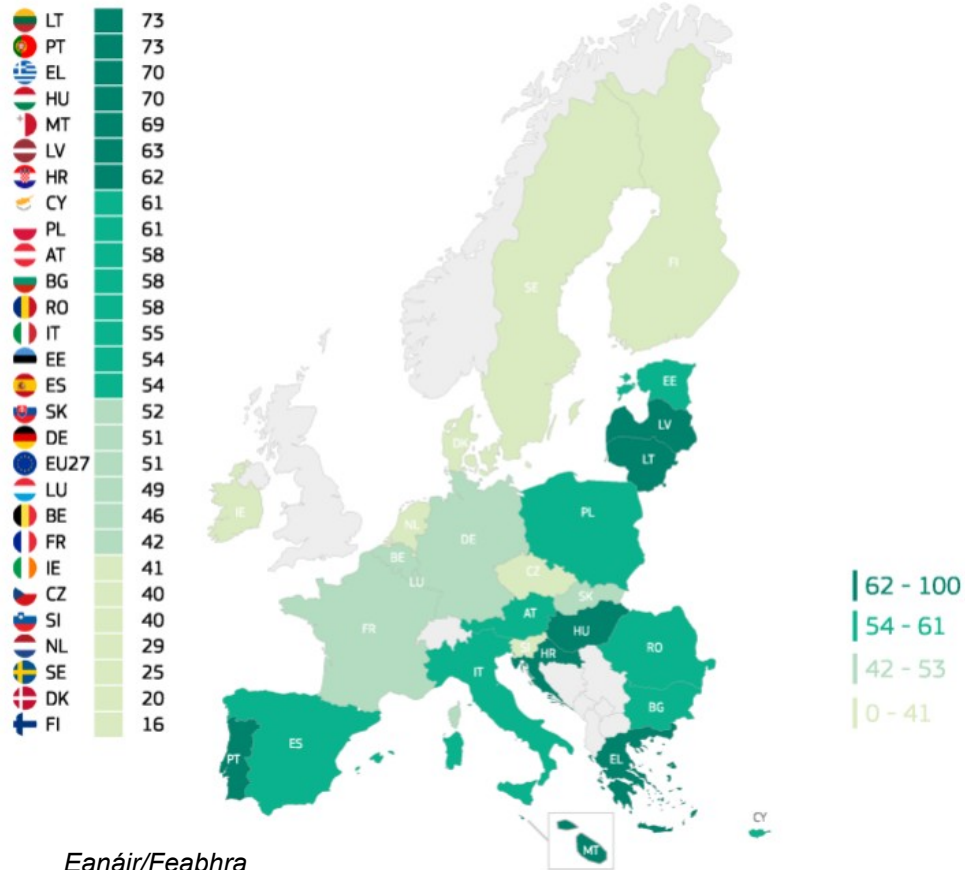 LT 73
PT 73
EL 70
HU 70
MT 69
LV 63
HR 62
CY 61
PL 61
AT 58
BG 58
RO 58
IT 55
EE 54
ES 54
SK 52
DE 51
EU27 51
LU 49
BE 46
FR 42
IE 41
CZ 40
SI 40
NL 29
SE 25
DK 20
FI 16
FI
SE
EE
LV
LT
DK
IE
NL
PL
DE
BE
LU
CZ
SK
FR
AT
HU
SI
HR
RO
IT
BG
ES
PT
EL
CY
MT
62 - 100
54 - 61
42 - 53
0 - 41
Eanáir/Feabhra